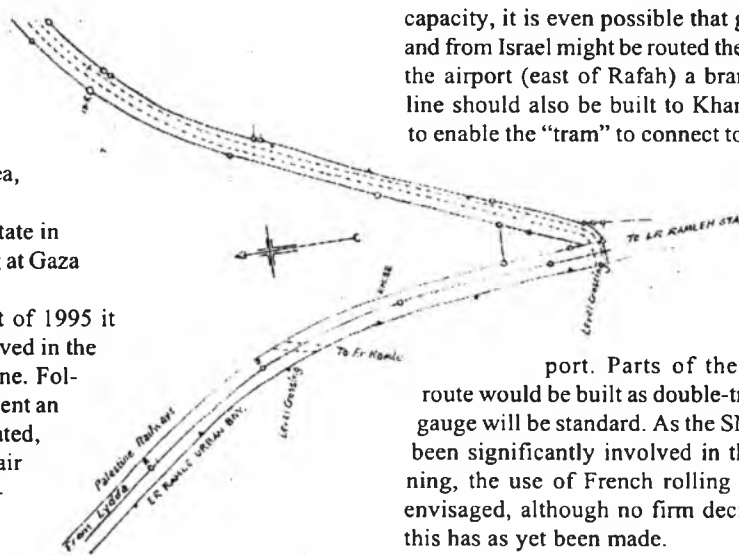 ea,
tate in
g at Gaza
t of 1995 it
ved in the
ne. Fol-
ent an
ated,
air
capacity, it is even possible that g
and from Israel might be routed the
the airport (east of Rafah) a bran
line should also be built to Khan
to enable the "tram" to connect to
To LR RAMLEH STA
Level Crossing
To Fr Ramle
Level Crossing
Palestine Railways
From Lydda
LR RAMLE URBAN BDY.
port. Parts of the
route would be built as double-tr
gauge will be standard. As the SN
been significantly involved in th
ning, the use of French rolling
envisaged, although no firm deci
this has as yet been made.